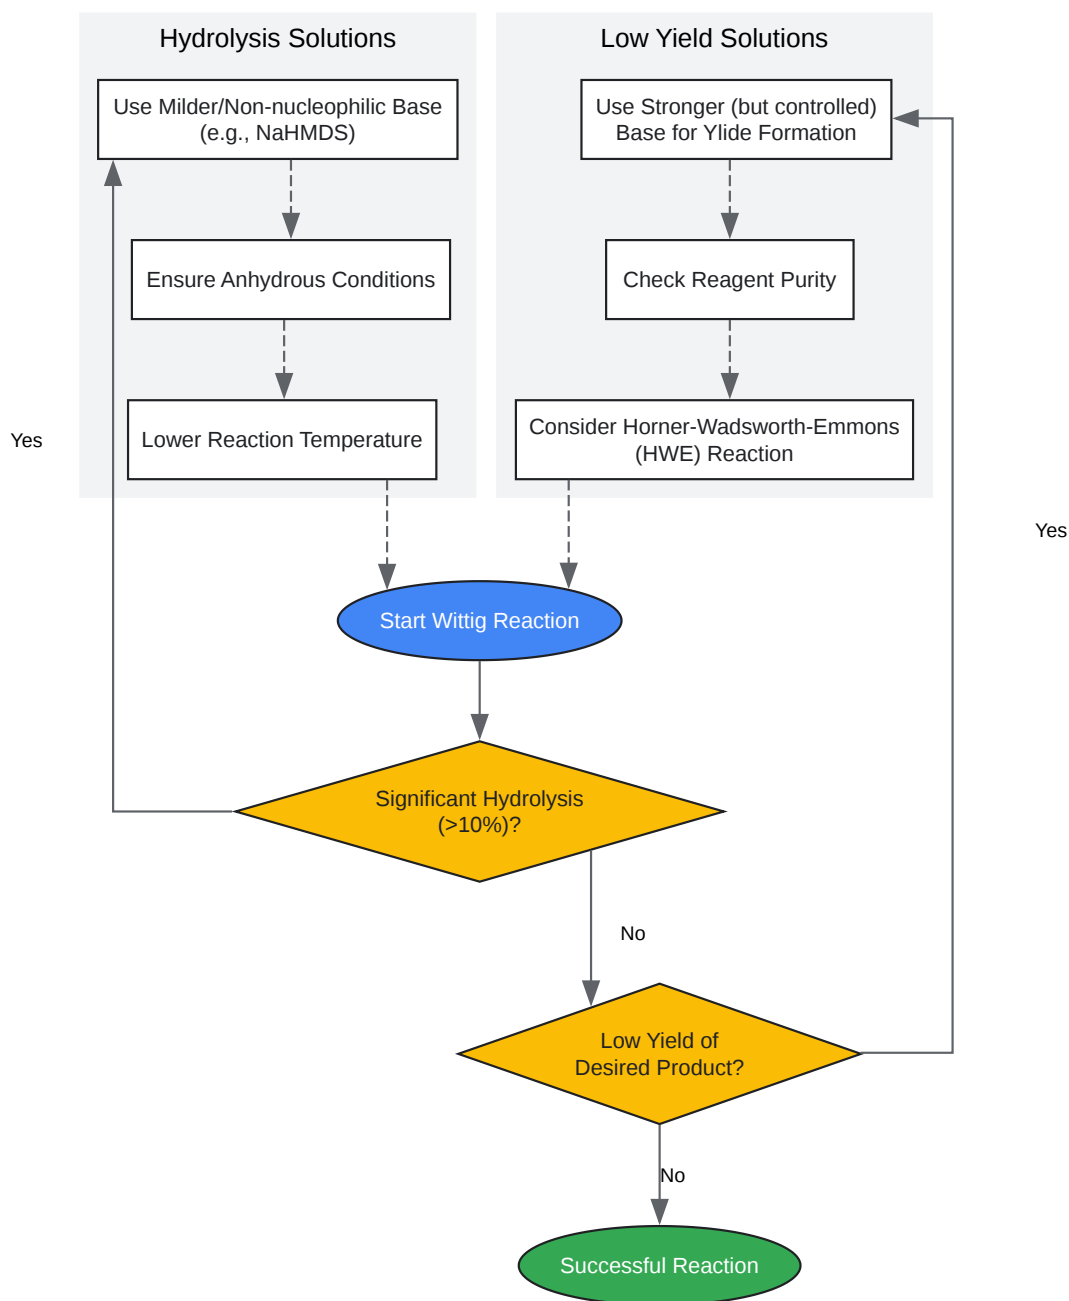 Hydrolysis Solutions
Use Milder/Non-nucleophilic Base
(e.g., NaHMDS)
Ensure Anhydrous Conditions
Lower Reaction Temperature
Low Yield Solutions
Use Stronger (but controlled)
Base for Ylide Formation
Check Reagent Purity
Consider Horner-Wadsworth-Emmons
(HWE) Reaction
Yes
Yes
Start Wittig Reaction
Significant Hydrolysis
(>10%)?
No
Low Yield of
Desired Product?
No
Successful Reaction